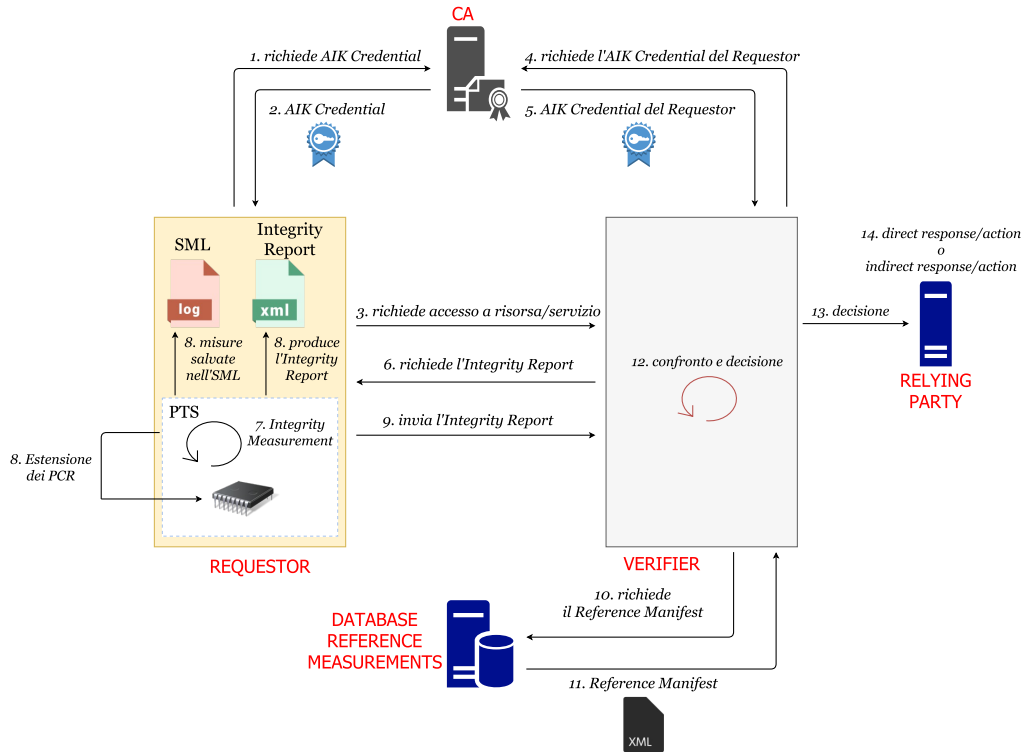 CA
1. richiede AIK Credential
4. richiede l'AIK Credential del Requestor
2. AIK Credential
5. AIK Credential del Requestor
SML
Integrity
Report
log
xml
8. misure
salvate
nell'SML
8. produce
l'Integrity
Report
PTS
7. Integrity
Measurement
8. Estensione
dei PCR
REQUESTOR
3. richiede accesso a risorsa/servizio
6. richiede l'Integrity Report
9. invia l'Integrity Report
12. confronto e decisione
VERIFIER
13. decisione
14. direct response/action
o
indirect response/action
RELYING
PARTY
10. richiede
il Reference Manifest
DATABASE
REFERENCE
MEASUREMENTS
11. Reference Manifest
XML